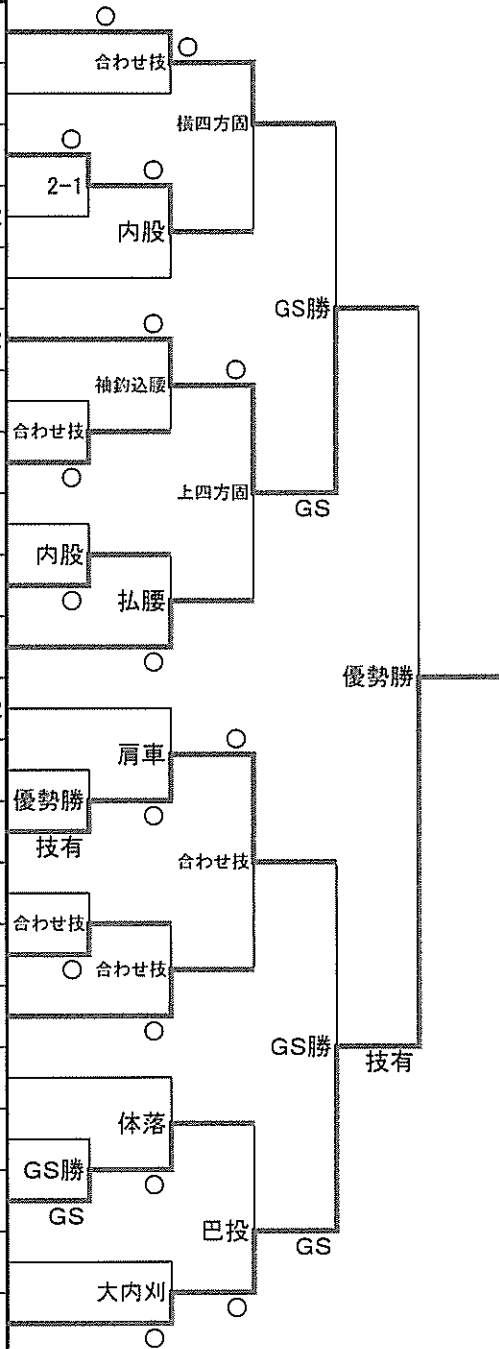 ○
○
合わせ技
横四方固
○
○
2-1
内股
GS勝
○
○
袖釣込腰
合わせ技
○
上四方固
GS
内股
○
払腰
○
優勢勝
○
肩車
優勢勝
○
技有
合わせ技
合わせ技
○
合わせ技
○
GS勝
技有
体落
GS勝
○
GS
巴投
GS
大内刈
○
○